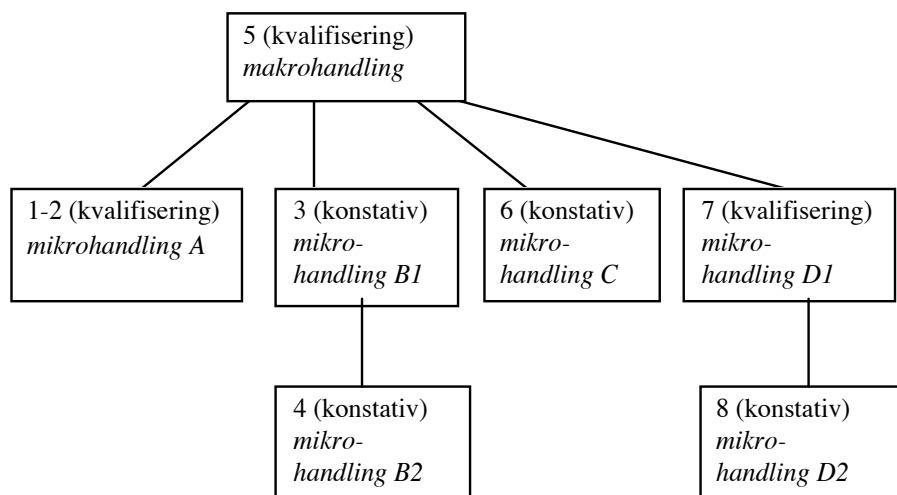 5 (kvalifisering)
makrohandling
1-2 (kvalifisering)
mikrohandling A
3 (konstativ)
mikro-
handling B1
6 (konstativ)
mikro-
handling C
7 (kvalifisering)
mikro-
handling D1
4 (konstativ)
mikro-
handling B2
8 (konstativ)
mikro-
handling D2